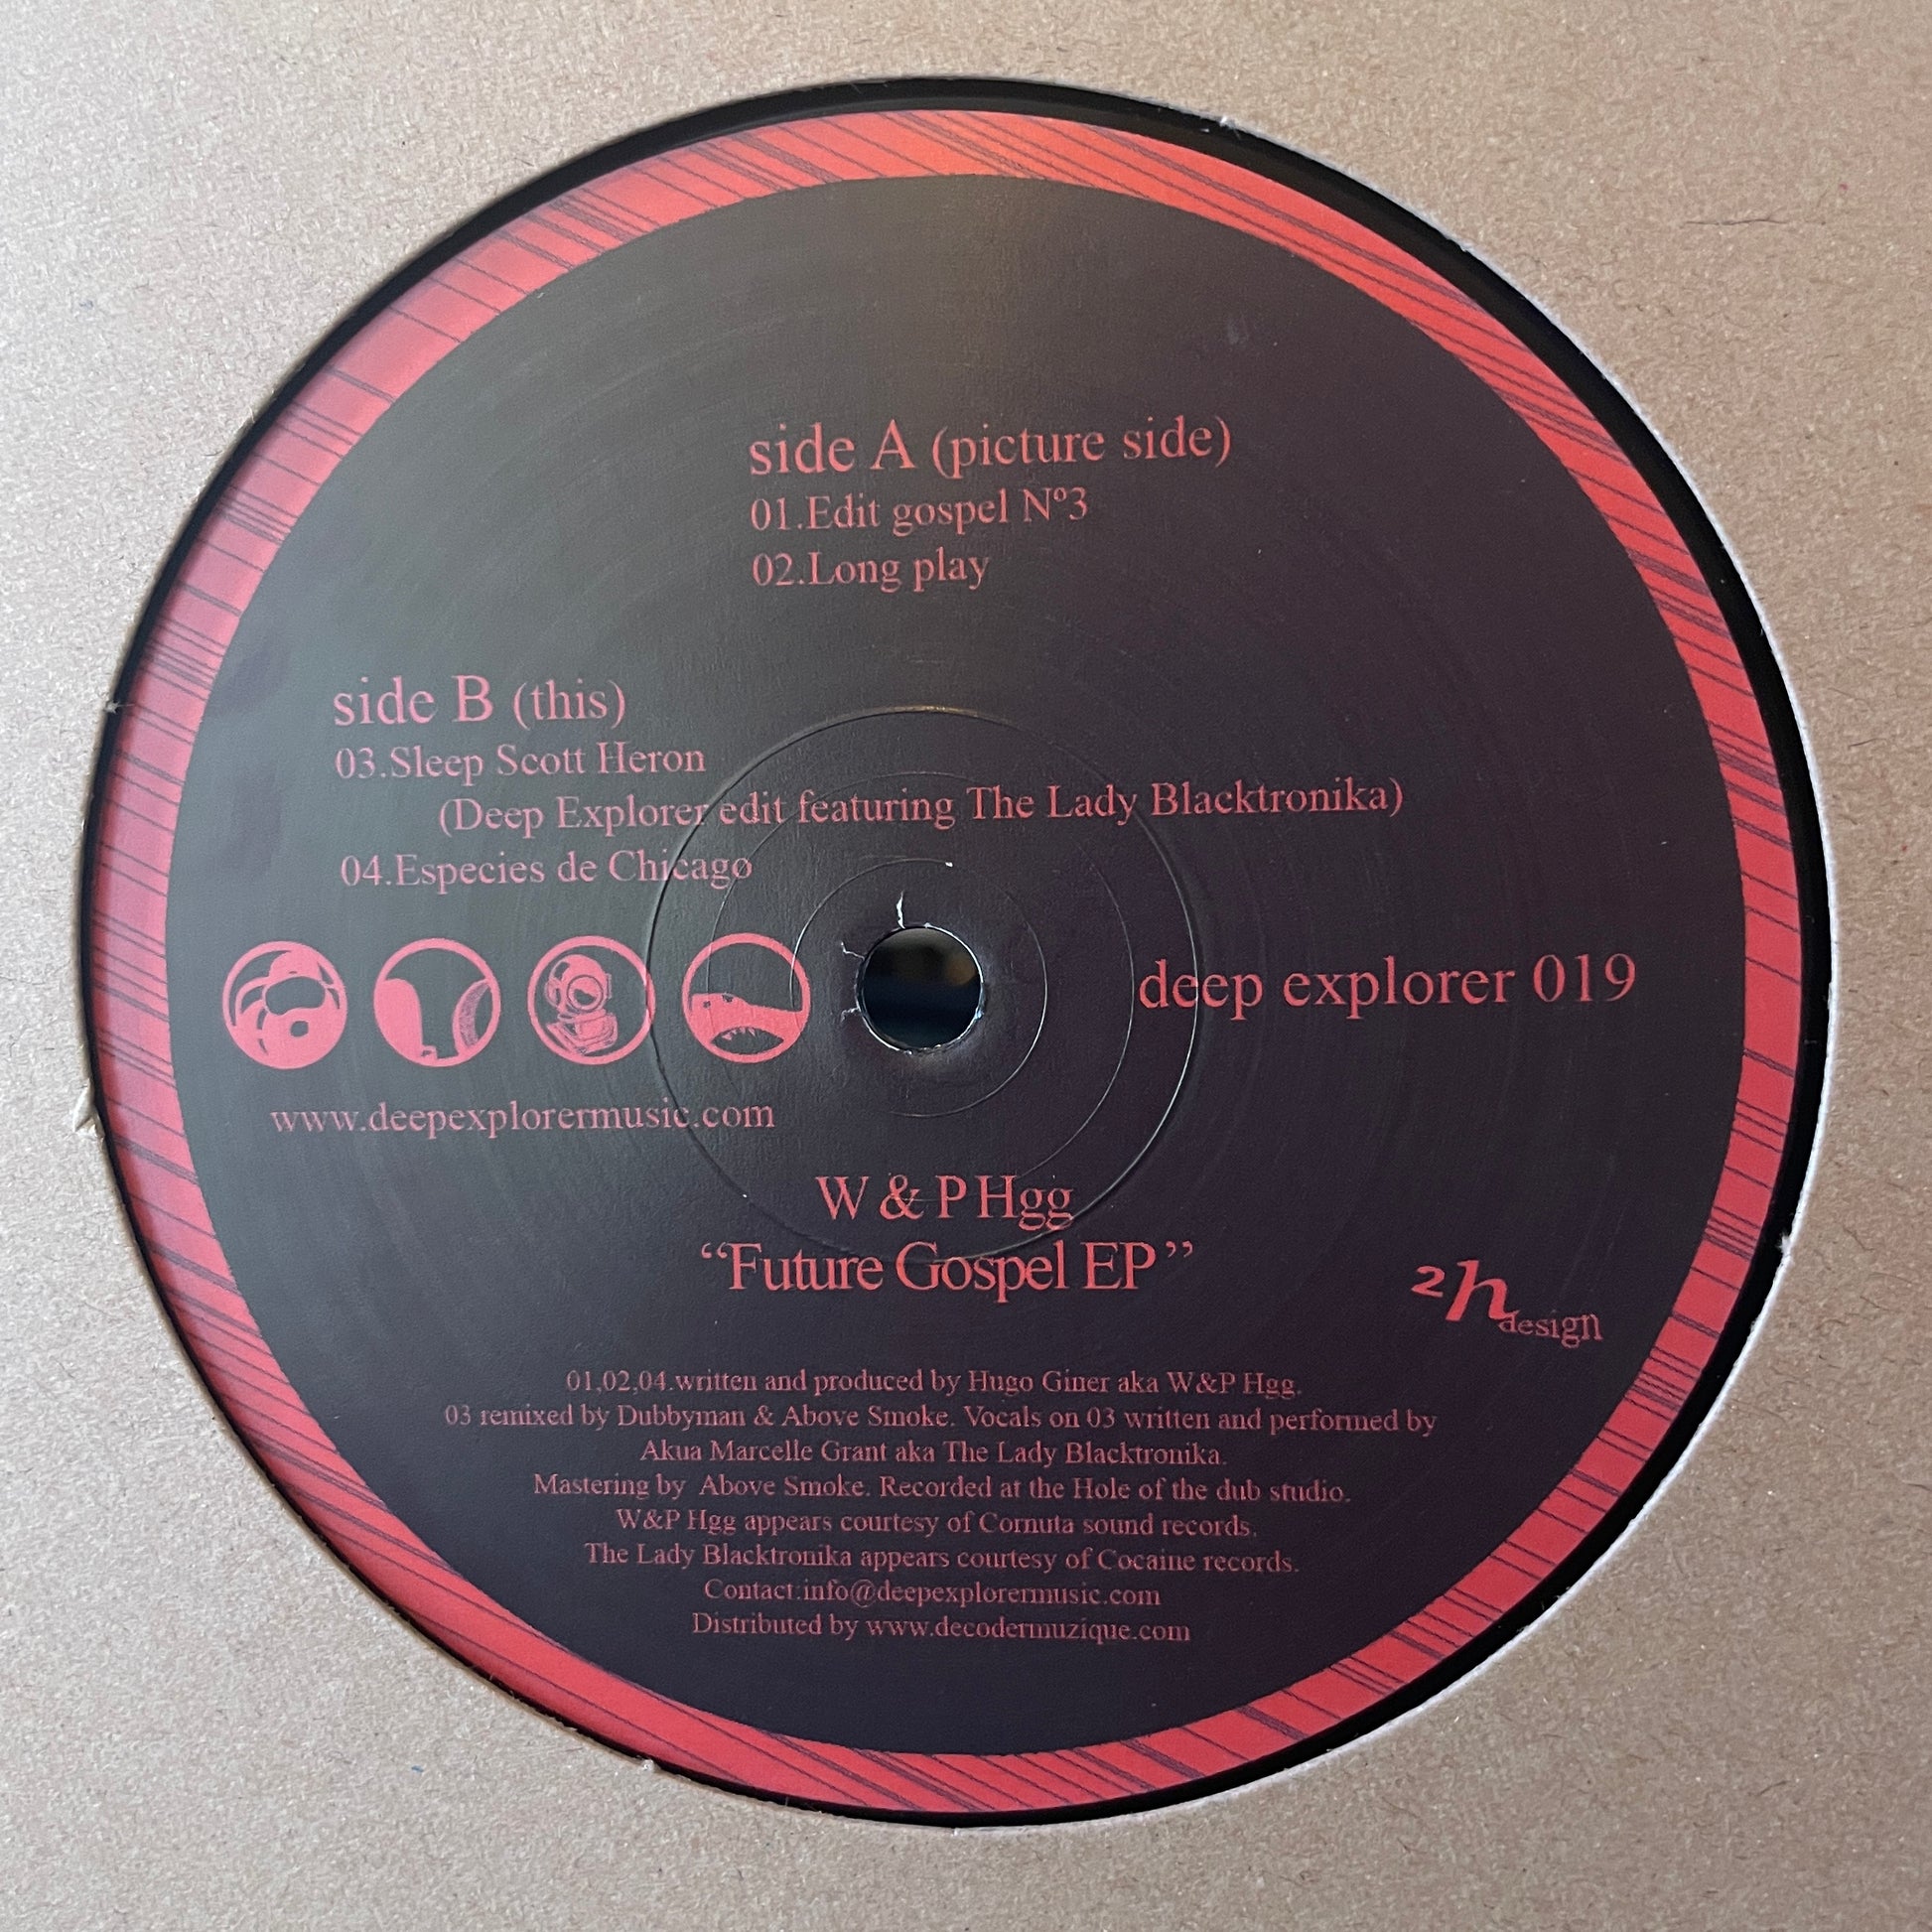 side A (picture side)
01.Edit gospel Nº3
02.Long play
side B (this)
03.Sleep Scott Heron
(Deep Explorer edit featuring The Lady Blacktronika)
04.Especies de Chicago
deep explorer 019
www.deepexplorermusic.com
W & P Hgg
“Future Gospel EP”
2h design
01,02,04.written and produced by Hugo Giner aka W&P Hgg.
03 remixed by Dubbyman & Above Smoke. Vocals on 03 written and performed by
Akua Marcelle Grant aka The Lady Blacktronika.
Mastering by Above Smoke. Recorded at the Hole of the dub studio.
W&P Hgg appears courtesy of Cornuta sound records.
The Lady Blacktronika appears courtesy of Cocaine records.
Contact:info@deepexplorermusic.com
Distributed by www.decodermuzique.com